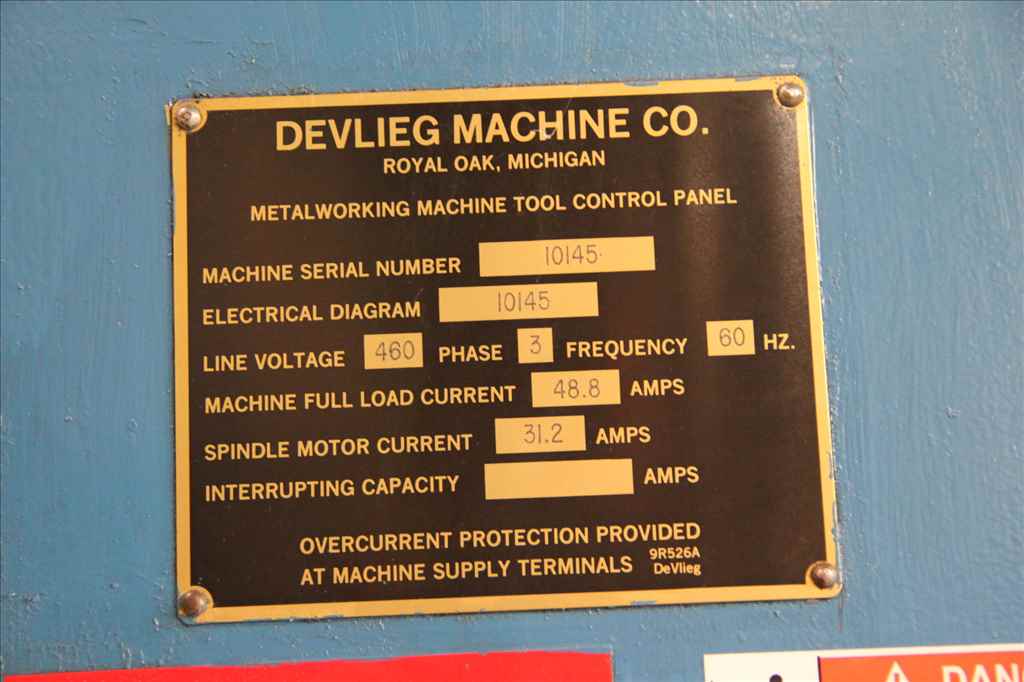 DEVLIEG MACHINE CO.
ROYAL OAK, MICHIGAN
METALWORKING MACHINE TOOL CONTROL PANEL
MACHINE SERIAL NUMBER 10145
ELECTRICAL DIAGRAM 10145
LINE VOLTAGE 460 PHASE 3 FREQUENCY 60 HZ.
MACHINE FULL LOAD CURRENT 48.8 AMPS
SPINDLE MOTOR CURRENT 31.2 AMPS
INTERRUPTING CAPACITY AMPS
OVERCURRENT PROTECTION PROVIDED
AT MACHINE SUPPLY TERMINALS
9R526A
DeVlieg